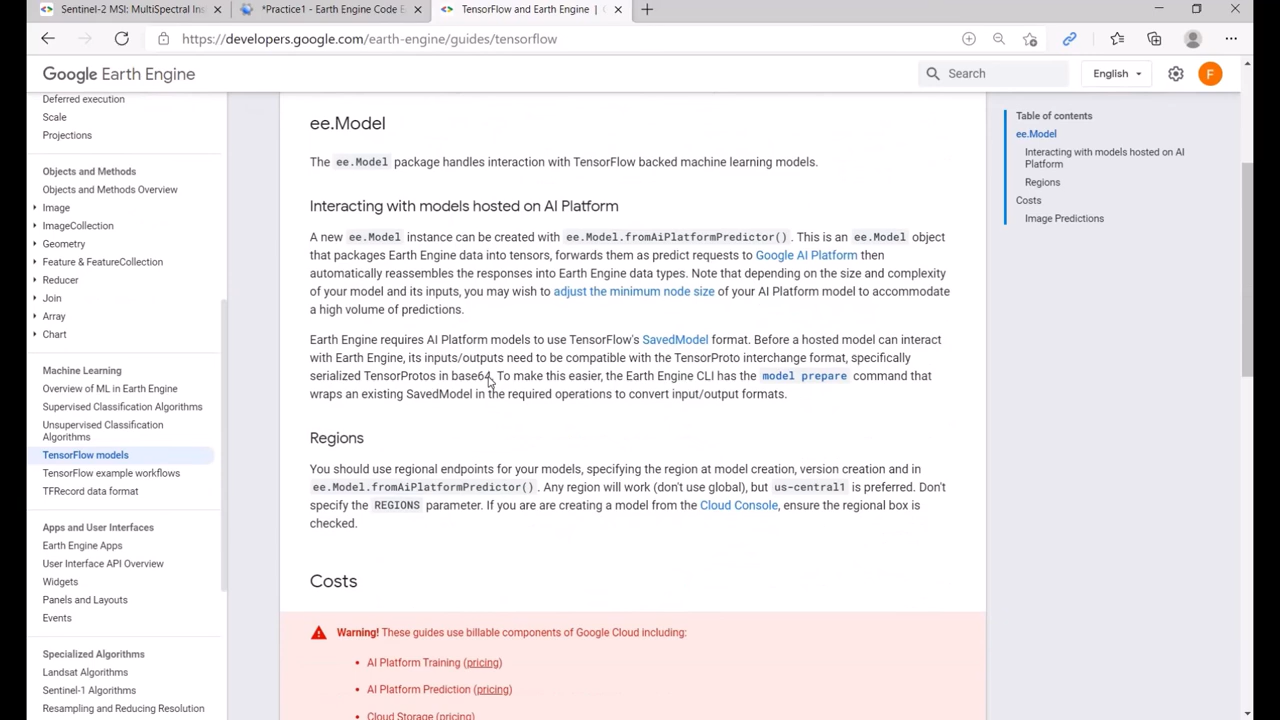 Sentinel-2 MSI: MultiSpectral Ins
*Practice1 - Earth Engine Code E
TensorFlow and Earth Engine |
https://developers.google.com/earth-engine/guides/tensorflow
Google Earth Engine
Search
English
F
Deferred execution
Scale
Projections
Objects and Methods
Objects and Methods Overview
Image
ImageCollection
Geometry
Feature & FeatureCollection
Reducer
Join
Array
Chart
Machine Learning
Overview of ML in Earth Engine
Supervised Classification Algorithms
Unsupervised Classification
Algorithms
TensorFlow models
TensorFlow example workflows
TFRecord data format
Apps and User Interfaces
Earth Engine Apps
User Interface API Overview
Widgets
Panels and Layouts
Events
Specialized Algorithms
Landsat Algorithms
Sentinel-1 Algorithms
Resampling and Reducing Resolution
ee.Model
The ee.Model package handles interaction with TensorFlow backed machine learning models.
Interacting with models hosted on AI Platform
A new ee.Model instance can be created with ee.Model.fromAiPlatformPredictor(). This is an ee.Model object
that packages Earth Engine data into tensors, forwards them as predict requests to Google AI Platform then
automatically reassembles the responses into Earth Engine data types. Note that depending on the size and complexity
of your model and its inputs, you may wish to adjust the minimum node size of your AI Platform model to accommodate
a high volume of predictions.
Earth Engine requires AI Platform models to use TensorFlow's SavedModel format. Before a hosted model can interact
with Earth Engine, its inputs/outputs need to be compatible with the TensorProto interchange format, specifically
serialized TensorProtos in base64. To make this easier, the Earth Engine CLI has the model prepare command that
wraps an existing SavedModel in the required operations to convert input/output formats.
Regions
You should use regional endpoints for your models, specifying the region at model creation, version creation and in
ee.Model.fromAiPlatformPredictor(). Any region will work (don't use global), but us-central1 is preferred. Don't
specify the REGIONS parameter. If you are are creating a model from the Cloud Console, ensure the regional box is
checked.
Costs
Warning! These guides use billable components of Google Cloud including:
• AI Platform Training (pricing)
• AI Platform Prediction (pricing)
• Cloud Storage (pricing)
Table of contents
ee.Model
Interacting with models hosted on AI
Platform
Regions
Costs
Image Predictions